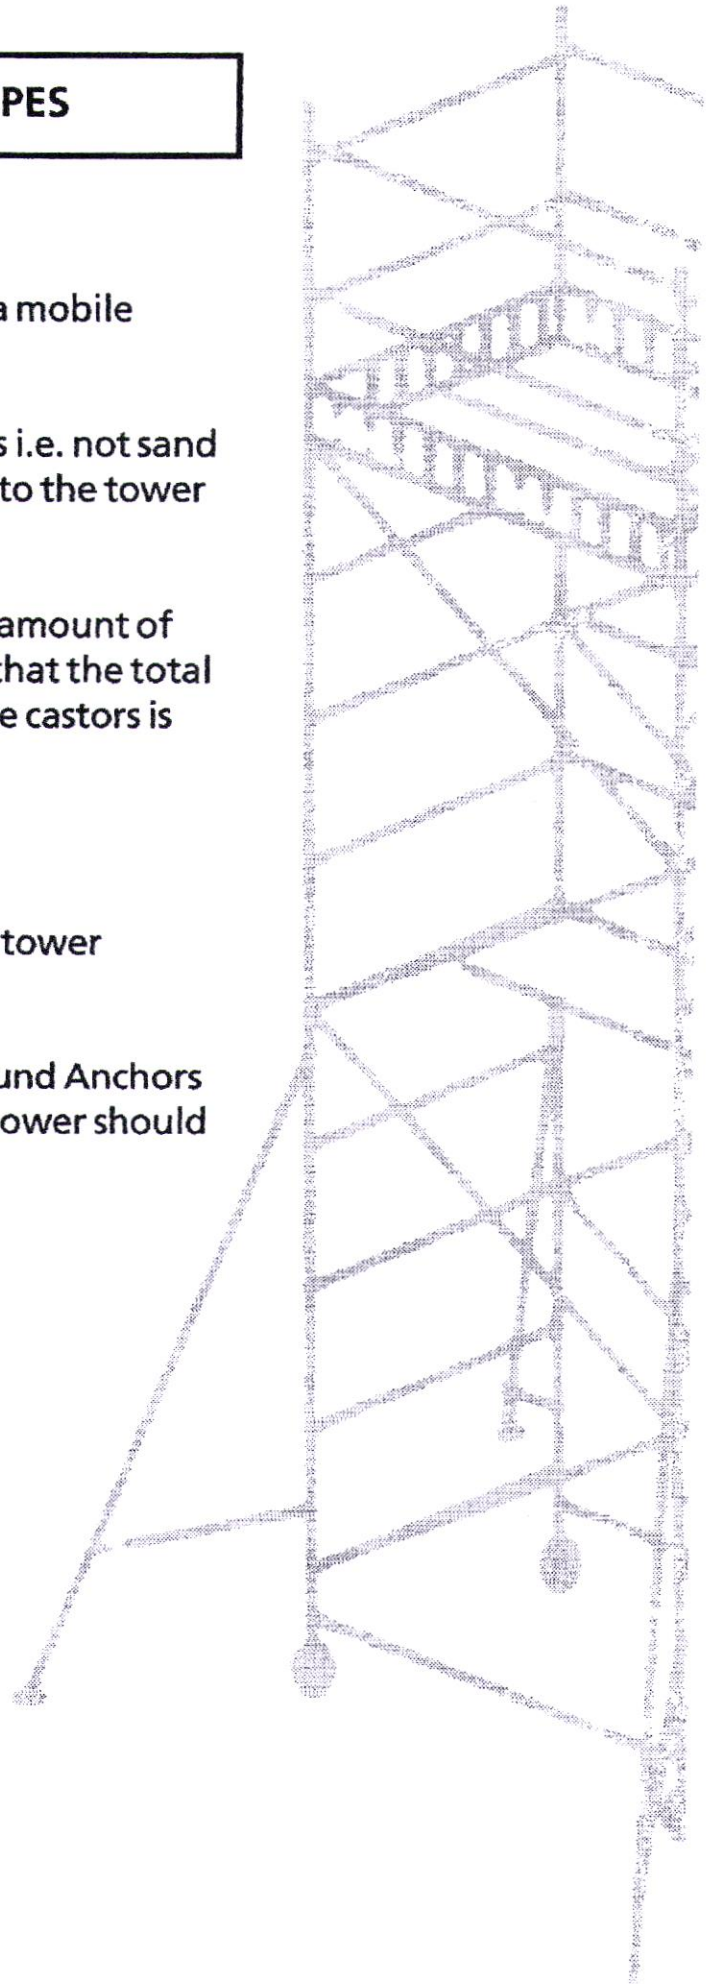 PES
a mobile
s i.e. not sand
to the tower
amount of
that the total
e castors is
tower
und Anchors
ower should